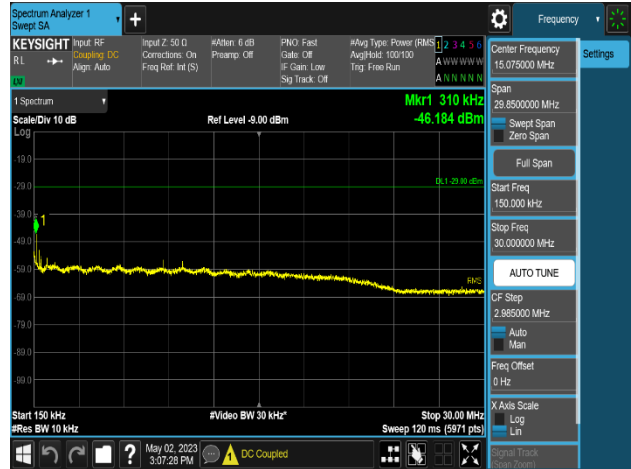 Spectrum Analyzer 1
Swept SA
+
Frequency
KEYSIGHT
R L
Input: RF
Coupling: DC
Align: Auto
Input Z: 50 Ω
Corrections: On
Freq Ref: Int (S)
#Atten: 6 dB
Preamp: Off
PNO: Fast
Gate: Off
IF Gain: Low
Sig Track: Off
#Avg Type: Power (RMS
Avg|Hold: 100/100
Trig: Free Run
1 2 3 4 5 6
A W W W W W
A N N N N N
1 Spectrum
Mkr1 310 kHz
-46.184 dBm
Scale/Div 10 dB
Ref Level -9.00 dBm
Log
-19.0
DL1 -29.00 dBm
-29.0
-39.0
1
-49.0
-59.0
RMS
-69.0
-79.0
-89.0
-99.0
Start 150 kHz
#Video BW 30 kHz*
Stop 30.00 MHz
#Res BW 10 kHz
Sweep 120 ms (5971 pts)
Center Frequency
15.075000 MHz
Settings
Span
29.8500000 MHz
Swept Span
Zero Span
Full Span
Start Freq
150.000 kHz
Stop Freq
30.000000 MHz
AUTO TUNE
CF Step
2.985000 MHz
Auto
Man
Freq Offset
0 Hz
X Axis Scale
Log
Lin
Signal Track
(Span Zoom)
?
May 02, 2023
3:07:28 PM
DC Coupled